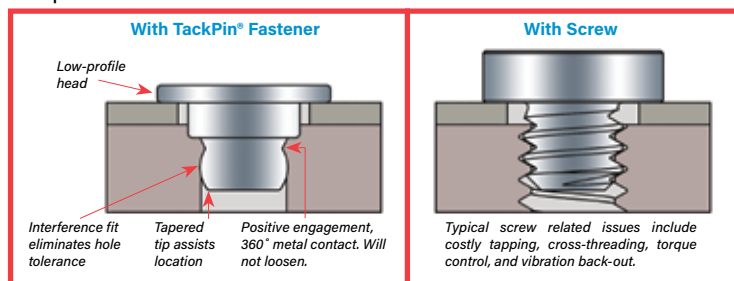 With TackPin® Fastener
Low-profile
head
Interference fit
eliminates hole
tolerance
Tapered
tip assists
location
Positive engagement,
360˚ metal contact. Will
not loosen.
With Screw
Typical screw related issues include
costly tapping, cross-threading, torque
control, and vibration back-out.